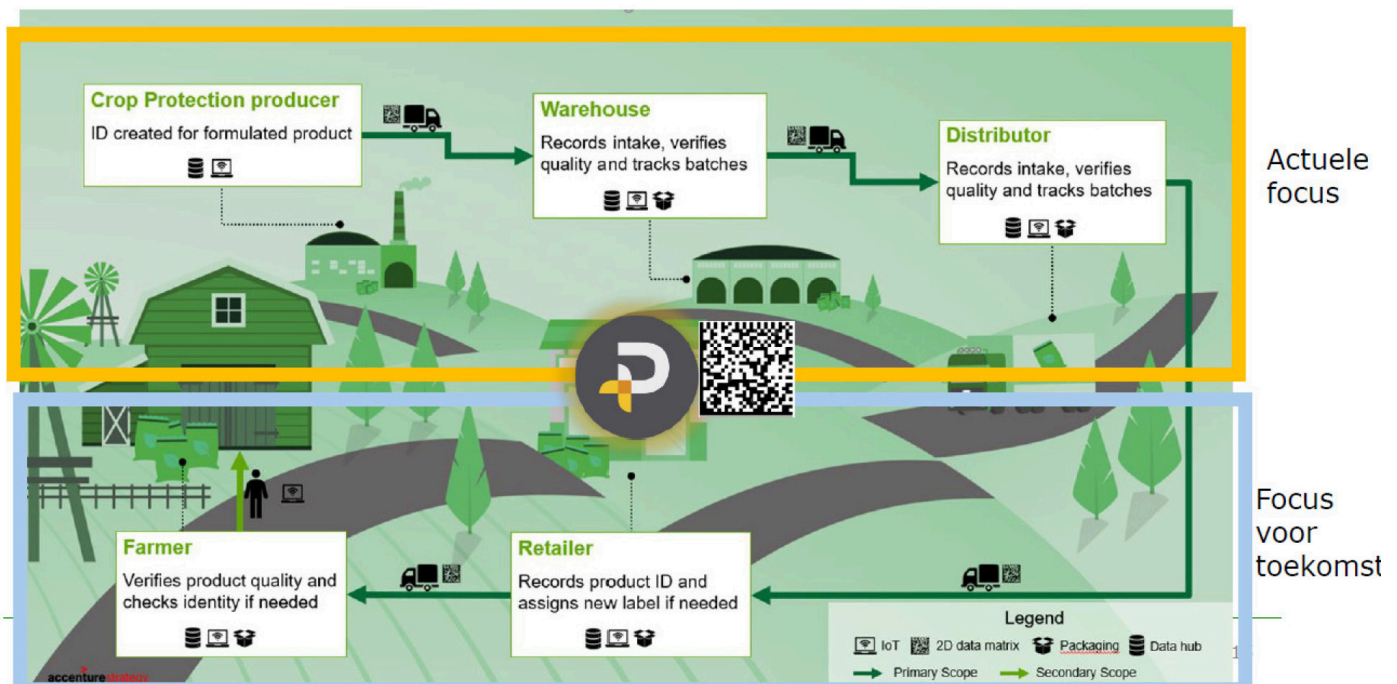 Crop Protection producer
ID created for formulated product
Warehouse
Records intake, verifies
quality and tracks batches
Distributor
Records intake, verifies
quality and tracks batches
Actuele
focus
Farmer
Verifies product quality and
checks identity if needed
Retailer
Records product ID and
assigns new label if needed
Focus
voor
toekomst
Legend
IoT 2D data matrix Packaging Data hub
Primary Scope Secondary Scope
accenturestrategy